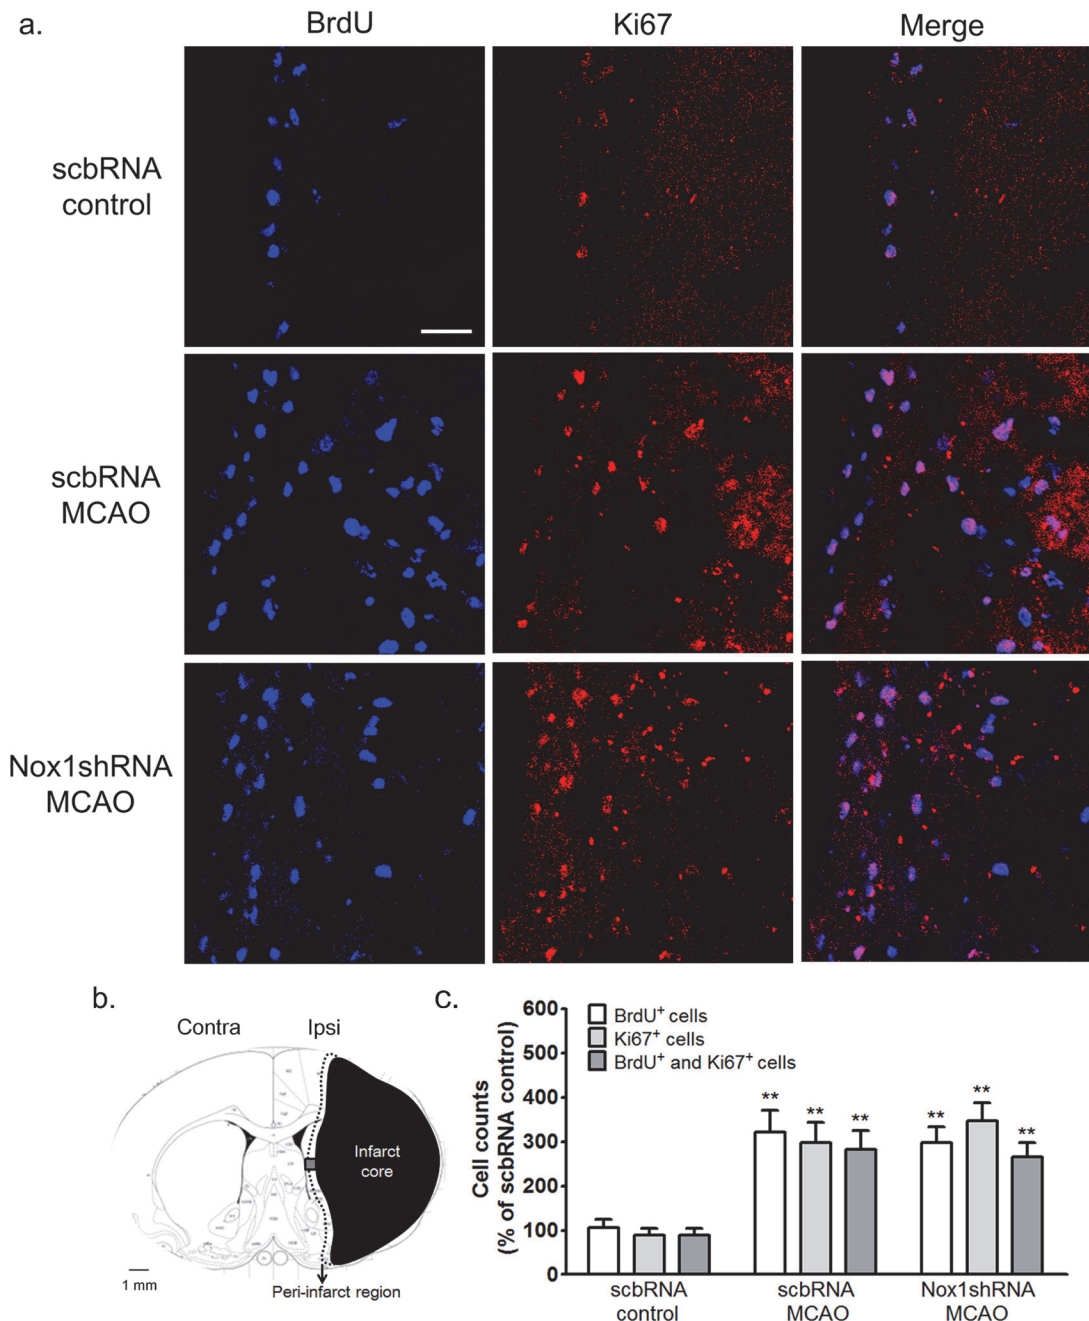 a.
BrdU
Ki67
Merge
scbRNA
control
scbRNA
MCAO
Nox1shRNA
MCAO
b.
Contra
Ipsi
Infarct
core
1 mm
Peri-infarct region
c.
Cell counts
(% of scbRNA control)
600
500
400
300
200
100
0
BrdU⁺ cells
Ki67⁺ cells
BrdU⁺ and Ki67⁺ cells
** ** **
** ** **
scbRNA
control
scbRNA
MCAO
Nox1shRNA
MCAO